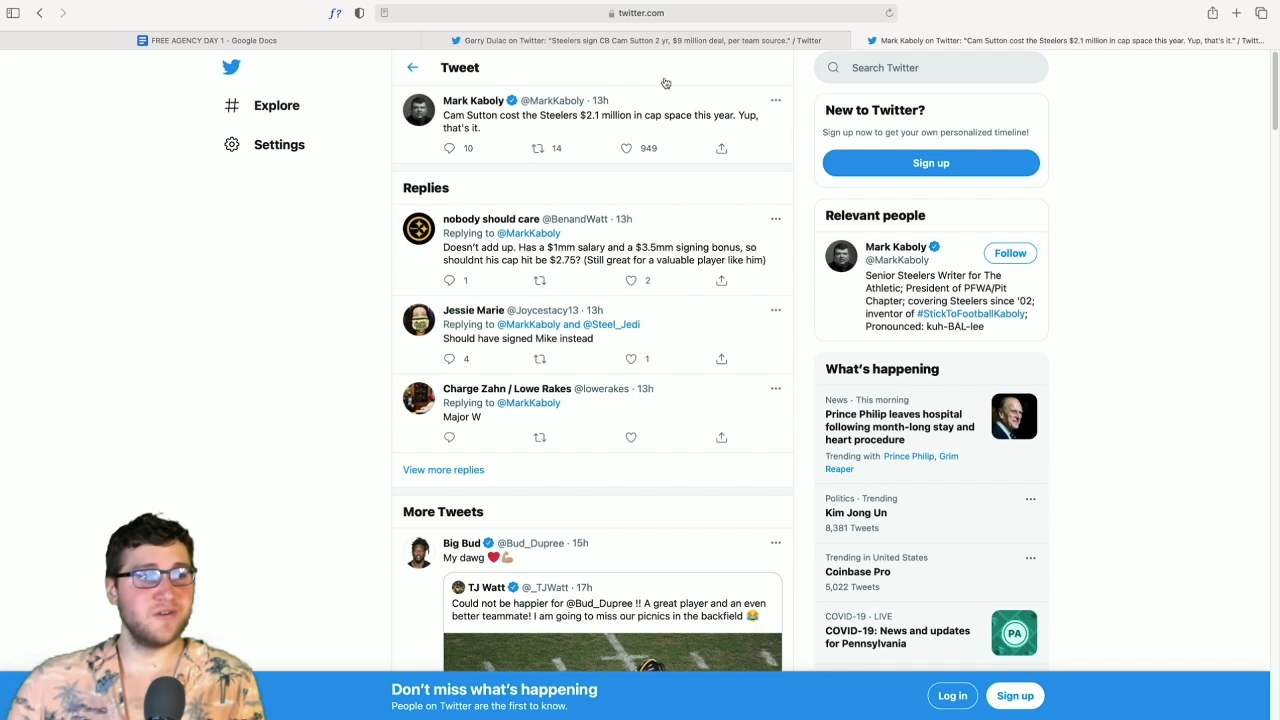 twitter.com
FREE AGENCY DAY 1 - Google Docs
Gerry Dulac on Twitter: "Steelers sign CB Cam Sutton 2 yr, $9 million deal, per team source." / Twitter
Mark Kaboly on Twitter: "Cam Sutton cost the Steelers $2.1 million in cap space this year. Yup, that's it." / Twitt...
Explore
Settings
Tweet
Mark Kaboly @MarkKaboly · 13h
Cam Sutton cost the Steelers $2.1 million in cap space this year. Yup,
that's it.
10 14 949
Replies
nobody should care @BenandWatt · 13h
Replying to @MarkKaboly
Doesn't add up. Has a $1mm salary and a $3.5mm signing bonus, so
shouldnt his cap hit be $2.75? (Still great for a valuable player like him)
1 2
Jessie Marie @Joycestacy13 · 13h
Replying to @MarkKaboly and @Steel_Jedi
Should have signed Mike instead
4 1
Charge Zahn / Lowe Rakes @lowerakes · 13h
Replying to @MarkKaboly
Major W
View more replies
More Tweets
Big Bud @Bud_Dupree · 15h
My dawg
TJ Watt @_TJWatt · 17h
Could not be happier for @Bud_Dupree !! A great player and an even
better teammate! I am going to miss our picnics in the backfield
Search Twitter
New to Twitter?
Sign up now to get your own personalized timeline!
Sign up
Relevant people
Mark Kaboly
@MarkKaboly
Follow
Senior Steelers Writer for The
Athletic; President of PFWA/Pit
Chapter; covering Steelers since '02;
inventor of #StickToFootballKaboly;
Pronounced: kuh-BAL-lee
What's happening
News · This morning
Prince Philip leaves hospital
following month-long stay and
heart procedure
Trending with Prince Philip, Grim
Reaper
Politics · Trending
Kim Jong Un
8,381 Tweets
Trending in United States
Coinbase Pro
5,022 Tweets
COVID-19 · LIVE
COVID-19: News and updates
for Pennsylvania
PA
Don't miss what's happening
People on Twitter are the first to know.
Log in
Sign up